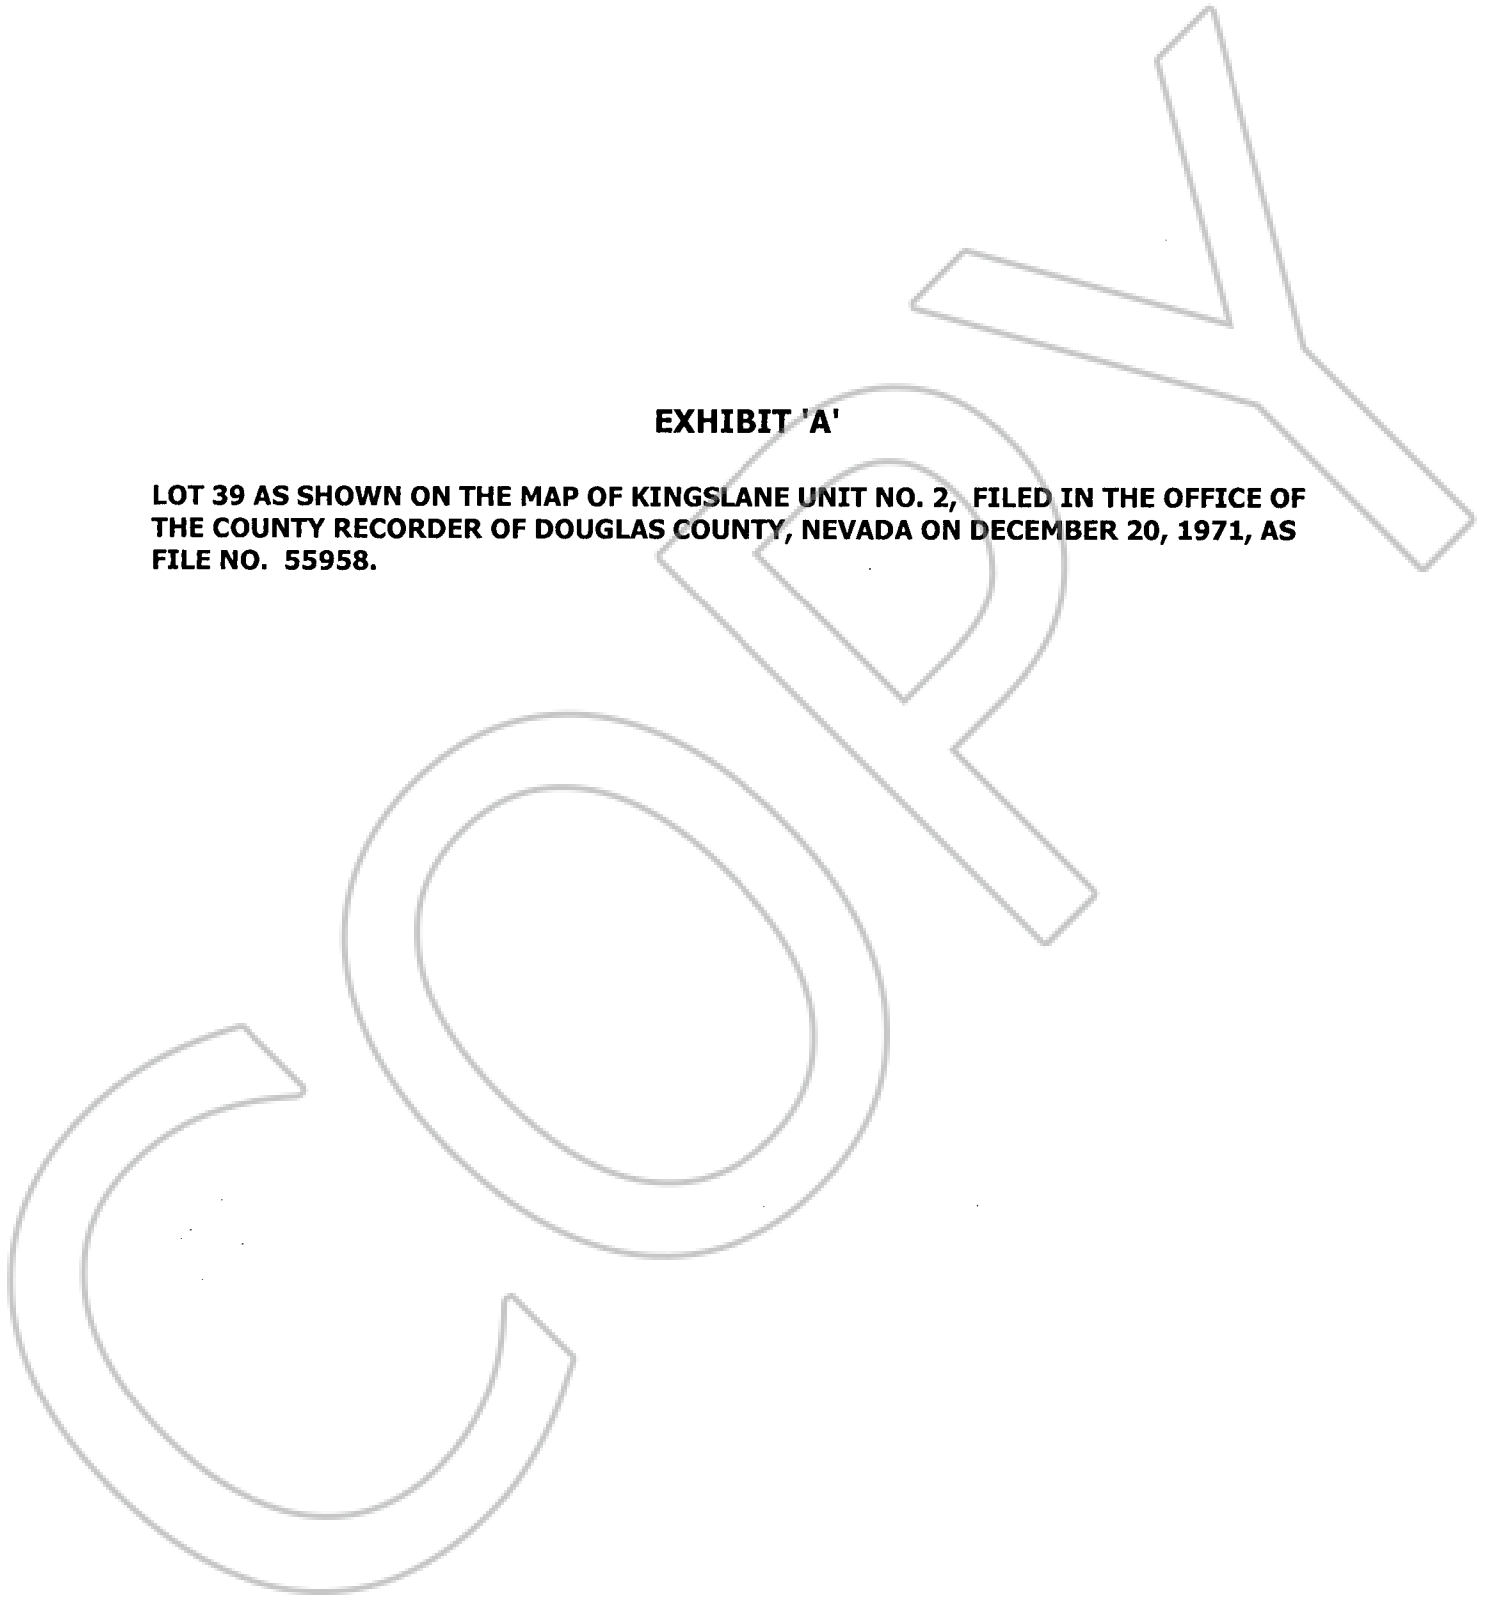 EXHIBIT 'A'
LOT 39 AS SHOWN ON THE MAP OF KINGSLANE UNIT NO. 2, FILED IN THE OFFICE OF
THE COUNTY RECORDER OF DOUGLAS COUNTY, NEVADA ON DECEMBER 20, 1971, AS
FILE NO. 55958.
COPY